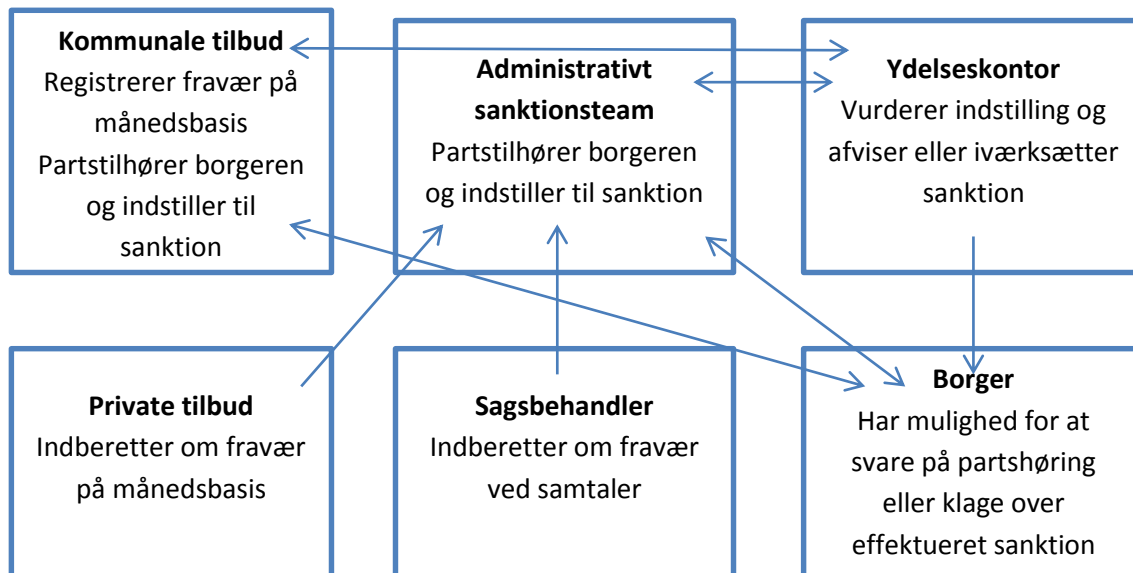 Kommunale tilbud
Registrerer fravær på
månedsbasis
Partstilhører borgeren
og indstiller til
sanktion
Administrativt
sanktionsteam
Partstilhører borgeren
og indstiller til sanktion
Ydelseskontor
Vurderer indstilling og
afviser eller iværksætter
sanktion
Private tilbud
Indberetter om fravær
på månedsbasis
Sagsbehandler
Indberetter om fravær
ved samtaler
Borger
Har mulighed for at
svare på partshøring
eller klage over
effektueret sanktion